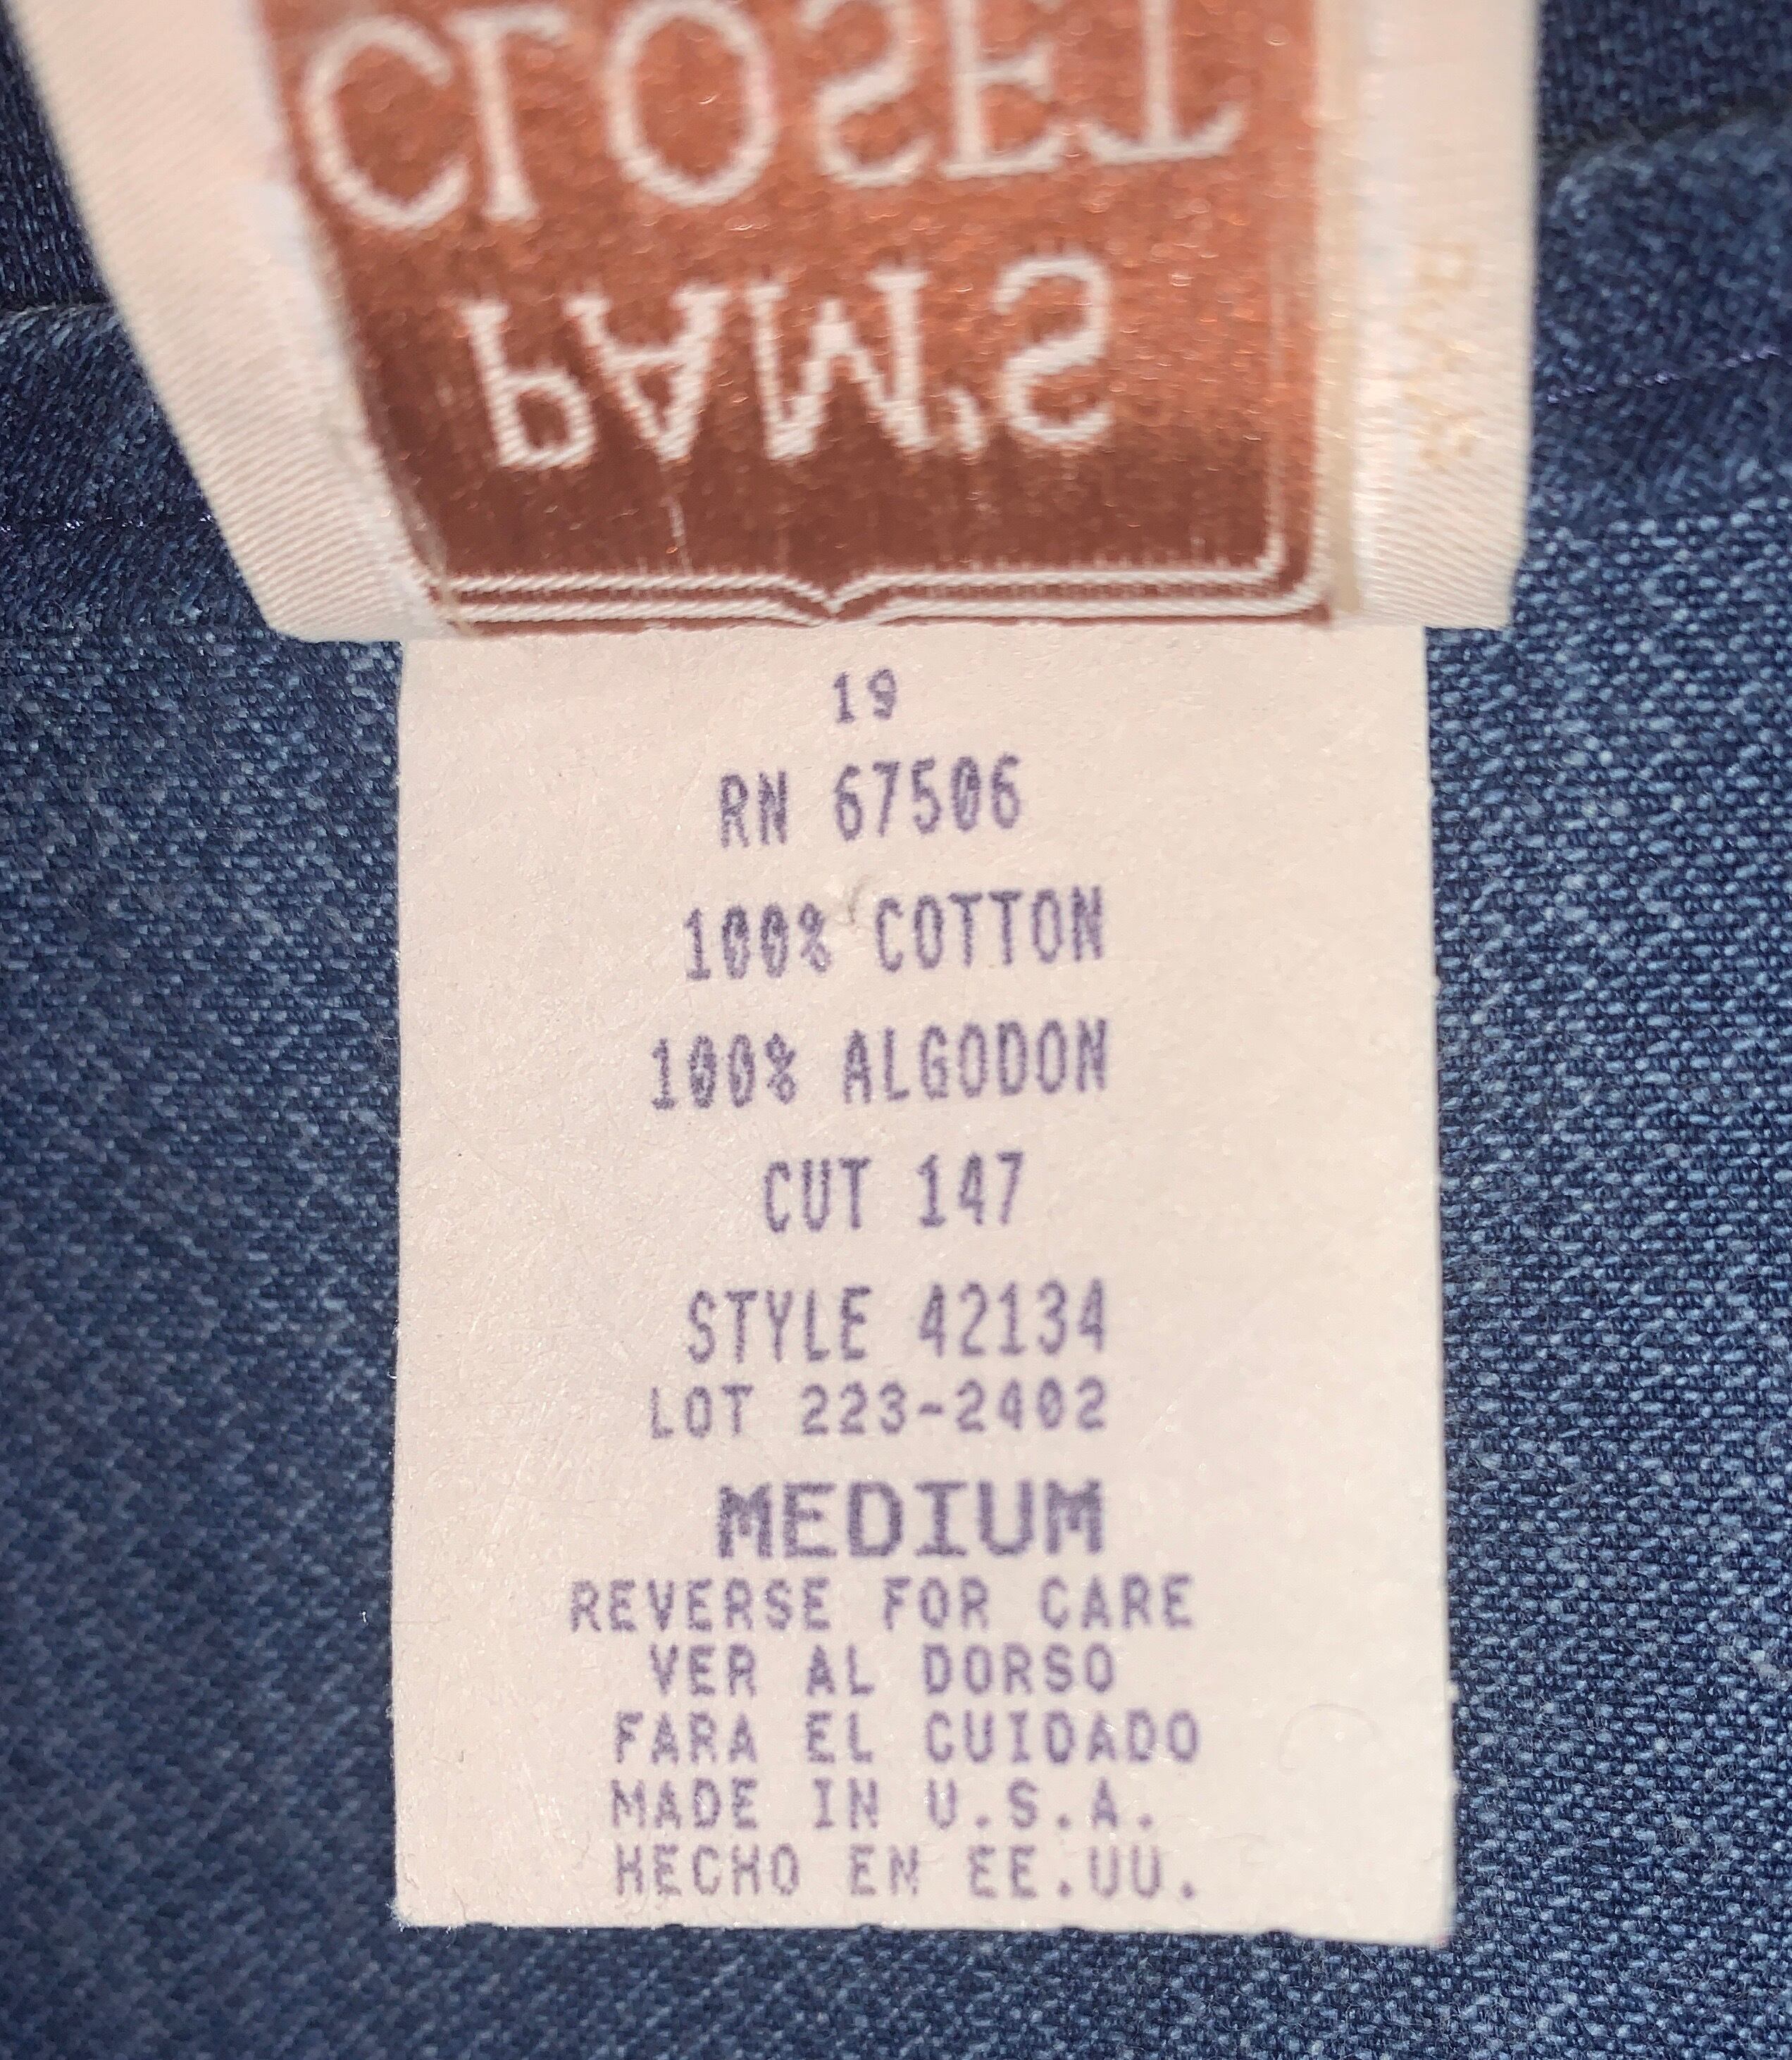 CLOSET
PAM'S
19
RN 67506
100% COTTON
100% ALGODON
CUT 147
STYLE 42134
LOT 223-2402
MEDIUM
REVERSE FOR CARE
VER AL DORSO
FARA EL CUIDADO
MADE IN U.S.A.
HECHO EN EE.UU.